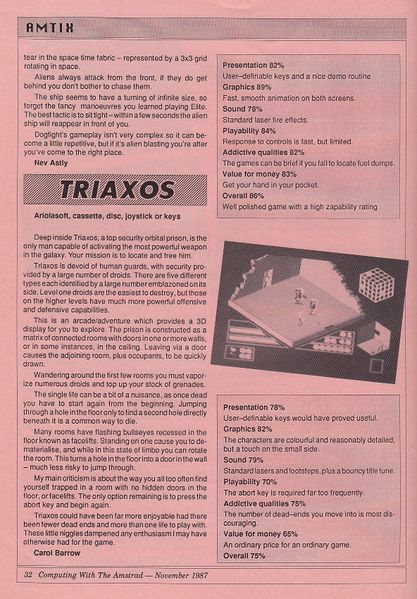 AMTIX
tear in the space time fabric – represented by a 3x3 grid
rotating in space.
Aliens always attack from the front, if they do get
behind you don't bother to chase them.
The ship seems to have a turning of infinite size, so
forget the fancy manoeuvres you learned playing Elite.
The best tactic is to sit tight – within a few seconds the alien
ship will reappear in front of you.
Dogfight's gameplay isn't very complex so it can be-
come a little repetitive, but if it's alien blasting you're after
you've come to the right place.
Nev Astly
TRIAXOS
Ariolasoft, cassette, disc, joystick or keys
Deep inside Triaxos, a top security orbital prison, is the
only man capable of activating the most powerful weapon
in the galaxy. Your mission is to locate and free him.
Triaxos is devoid of human guards, with security pro-
vided by a large number of droids. There are five different
types each identified by a large number emblazoned on its
side. Level one droids are the easiest to destroy, but those
on the higher levels have much more powerful offensive
and defensive capabilities.
This is an arcade/adventure which provides a 3D
display for you to explore. The prison is constructed as a
matrix of connected rooms with doors in one or more walls,
or in some instances, in the ceiling. Leaving via a door
causes the adjoining room, plus occupants, to be quickly
drawn.
Wandering around the first few rooms you must vapor-
ize numerous droids and top up your stock of grenades.
The single life can be a bit of a nuisance, as once dead
you have to start again from the beginning. Jumping
through a hole in the floor only to find a second hole directly
beneath it is a common way to die.
Many rooms have flashing bullseyes recessed in the
floor known as facelifts. Standing on one cause you to de-
materialise, and while in this state of limbo you can rotate
the room. This turns a hole in the floor into a door in the wall
– much less risky to jump through.
My main criticism is about the way you all too often find
yourself trapped in a room with no hidden doors in the
floor, or facelifts. The only option remaining is to press the
abort key and begin again.
Triaxos could have been far more enjoyable had there
been fewer dead ends and more than one life to play with.
These little niggles dampened any enthusiasm I may have
otherwise had for the game.
Carol Barrow
Presentation 82%
User–definable keys and a nice demo routine
Graphics 89%
Fast, smooth animation on both screens.
Sound 78%
Standard laser fire effects.
Playability 84%
Response to controls is fast, but limited.
Addictive qualities 82%
The games can be brief if you fail to locate fuel dumps.
Value for money 83%
Get your hand in your pocket.
Overall 86%
Well polished game with a high zapability rating
Presentation 78%
User–definable keys would have proved useful.
Graphics 82%
The characters are colourful and reasonably detailed,
but a touch on the small side.
Sound 79%
Standard lasers and footsteps, plus a bouncy title tune.
Playability 70%
The abort key is required far too frequently.
Addictive qualities 75%
The number of dead–ends you move into is most dis-
couraging.
Value for money 65%
An ordinary price for an ordinary game.
Overall 75%
32 Computing With The Amstrad — November 1987